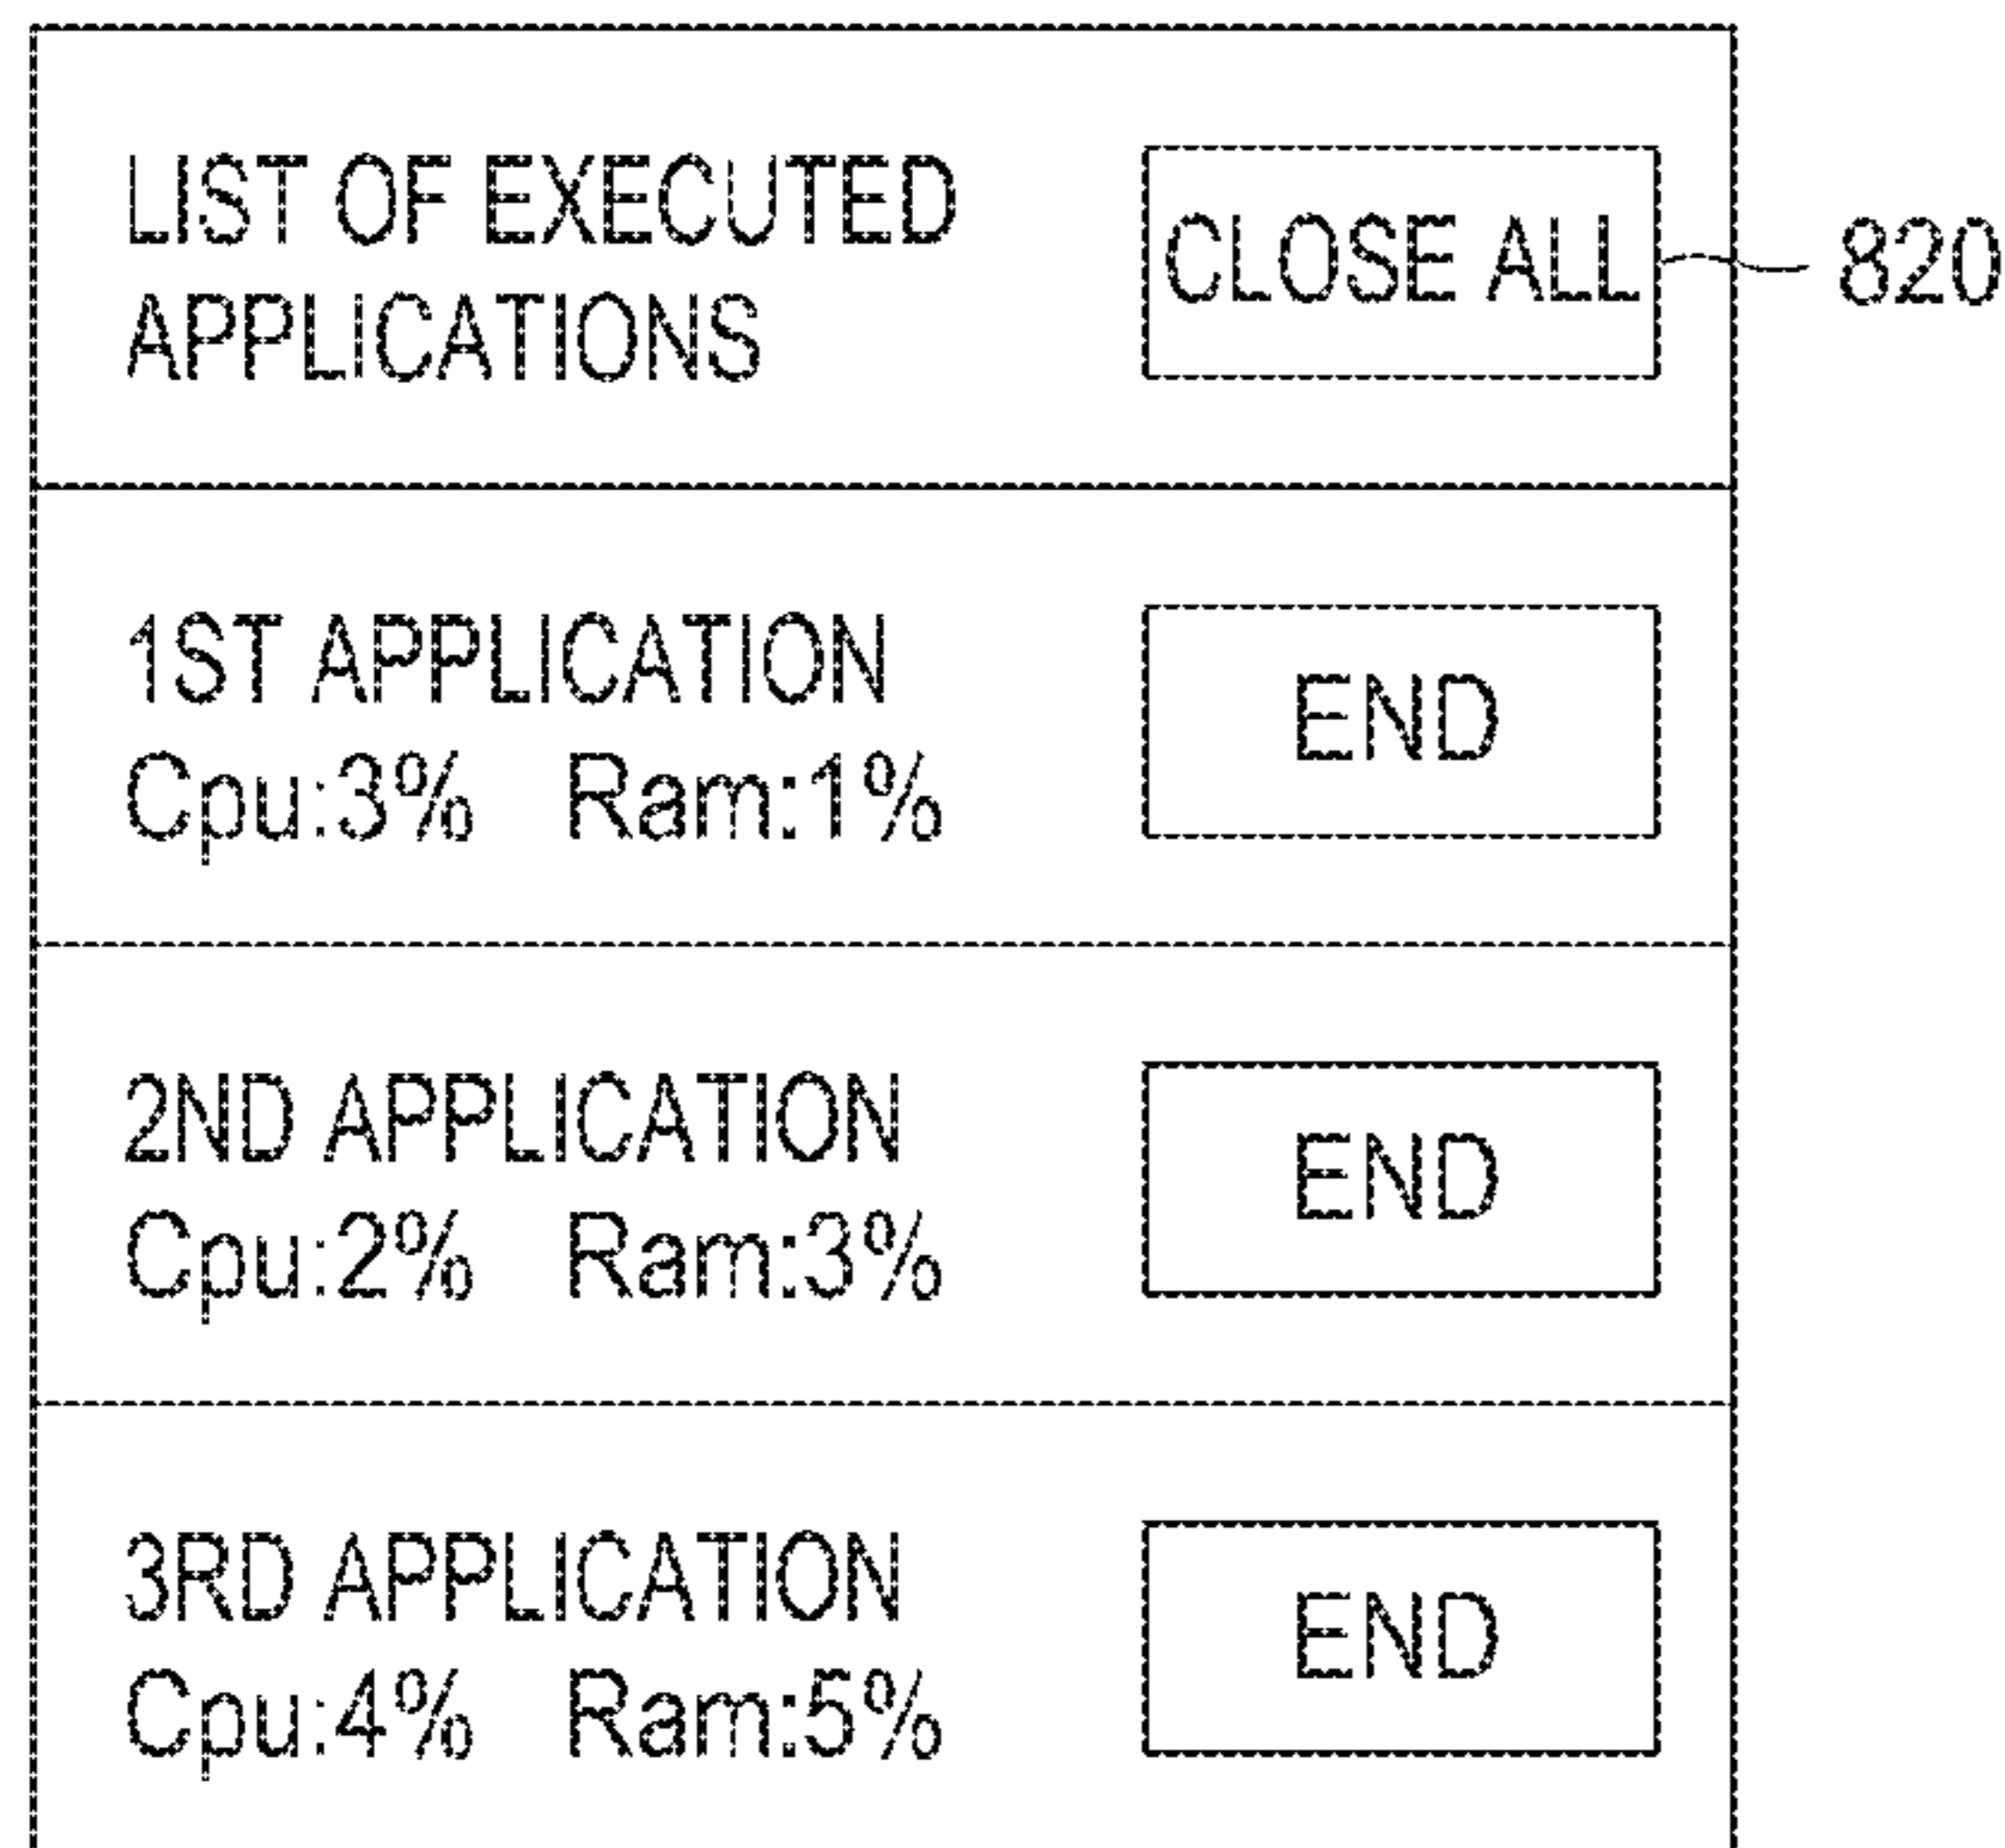 LIST OF EXECUTED
APPLICATIONS
CLOSE ALL
820
1ST APPLICATION
Cpu:3% Ram:1%
END
2ND APPLICATION
Cpu:2% Ram:3%
END
3RD APPLICATION
Cpu:4% Ram:5%
END